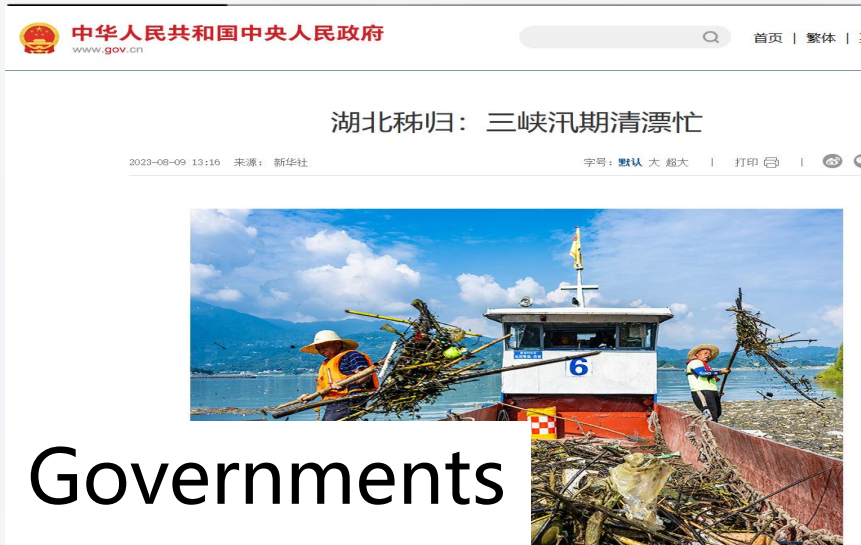 中华人民共和国中央人民政府
www.gov.cn
首页 | 繁体 |
湖北秭归：三峡汛期清漂忙
2023-08-09 13:16 来源： 新华社
字号：默认 大 超大 | 打印 |
6
Governments